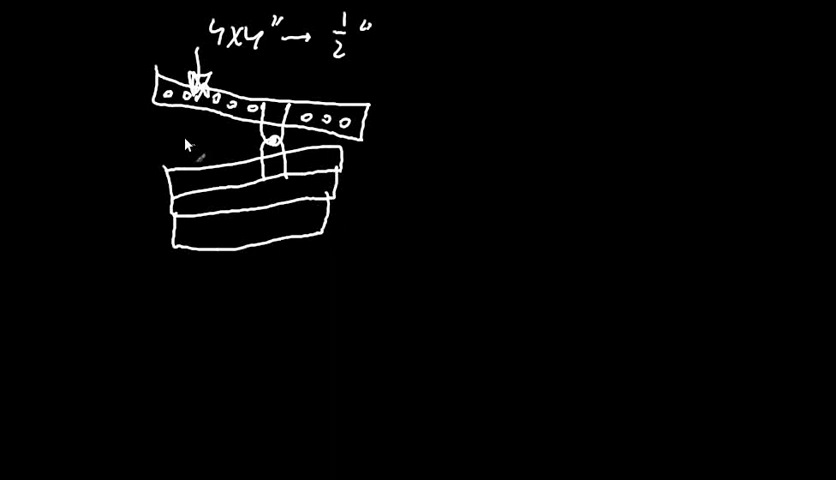 4x4" → 1/2"